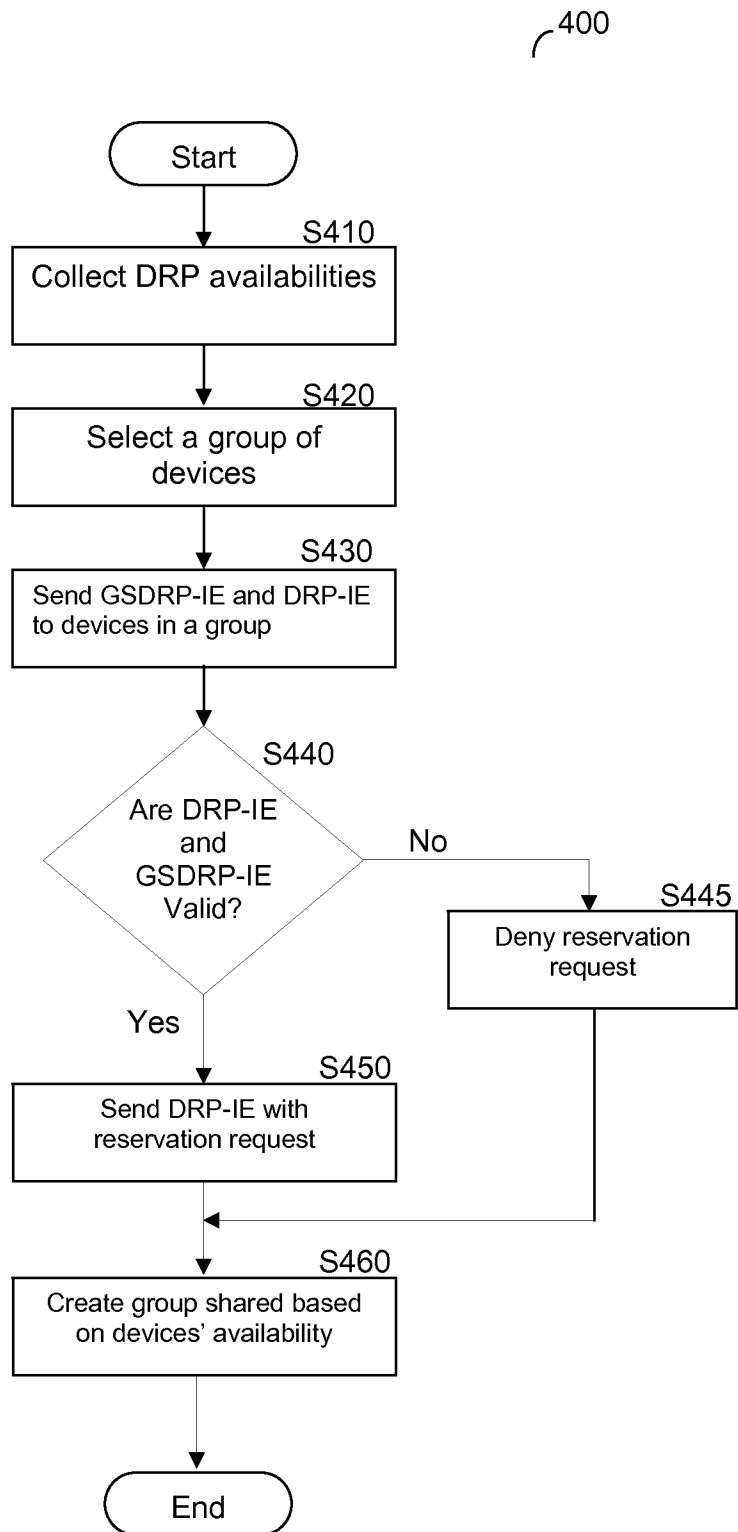 400
Start
S410
Collect DRP availabilities
S420
Select a group of
devices
S430
Send GSDRP-IE and DRP-IE
to devices in a group
S440
Are DRP-IE
and
GSDRP-IE
Valid?
No
S445
Deny reservation
request
Yes
S450
Send DRP-IE with
reservation request
S460
Create group shared based
on devices’ availability
End